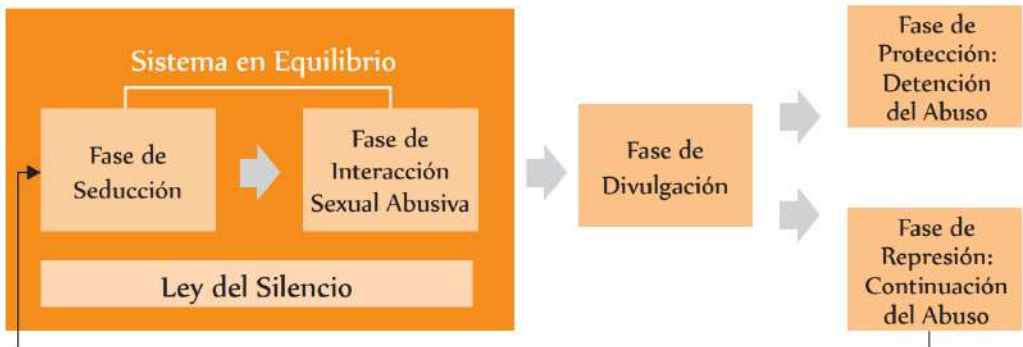 Sistema en Equilibrio
Fase de
Seducción
Fase de
Interacción
Sexual Abusiva
Ley del Silencio
Fase de
Divulgación
Fase de
Protección:
Detención
del Abuso
Fase de
Represión:
Continuación
del Abuso